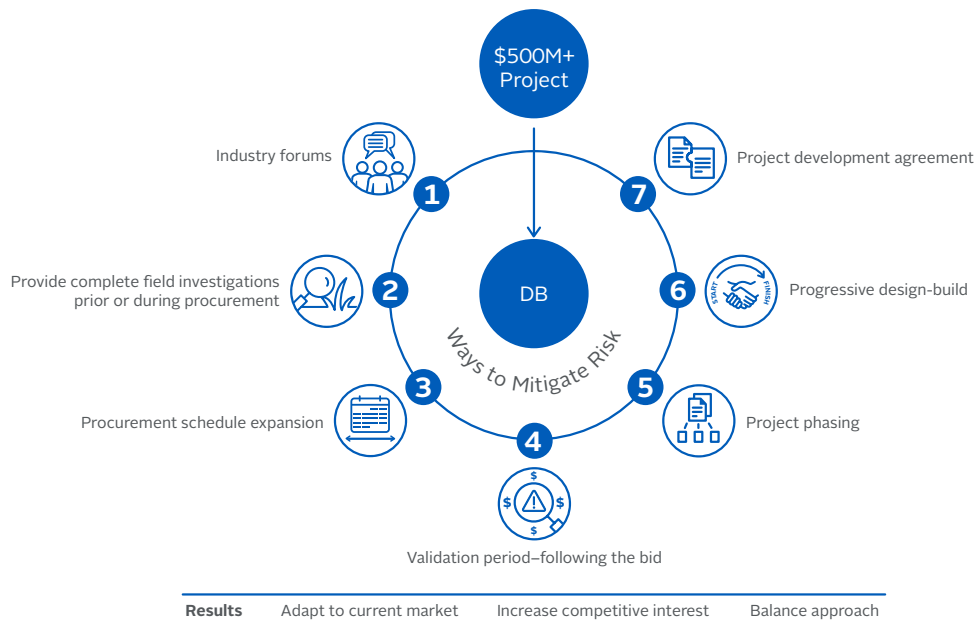 $500M+
Project
Industry forums
1
7
Project development agreement
Provide complete field investigations
prior or during procurement
2
DB
6
START
FINISH
Progressive design-build
Ways to Mitigate Risk
Procurement schedule expansion
3
5
Project phasing
4
$
$ $
$
Validation period–following the bid
Results Adapt to current market Increase competitive interest Balance approach